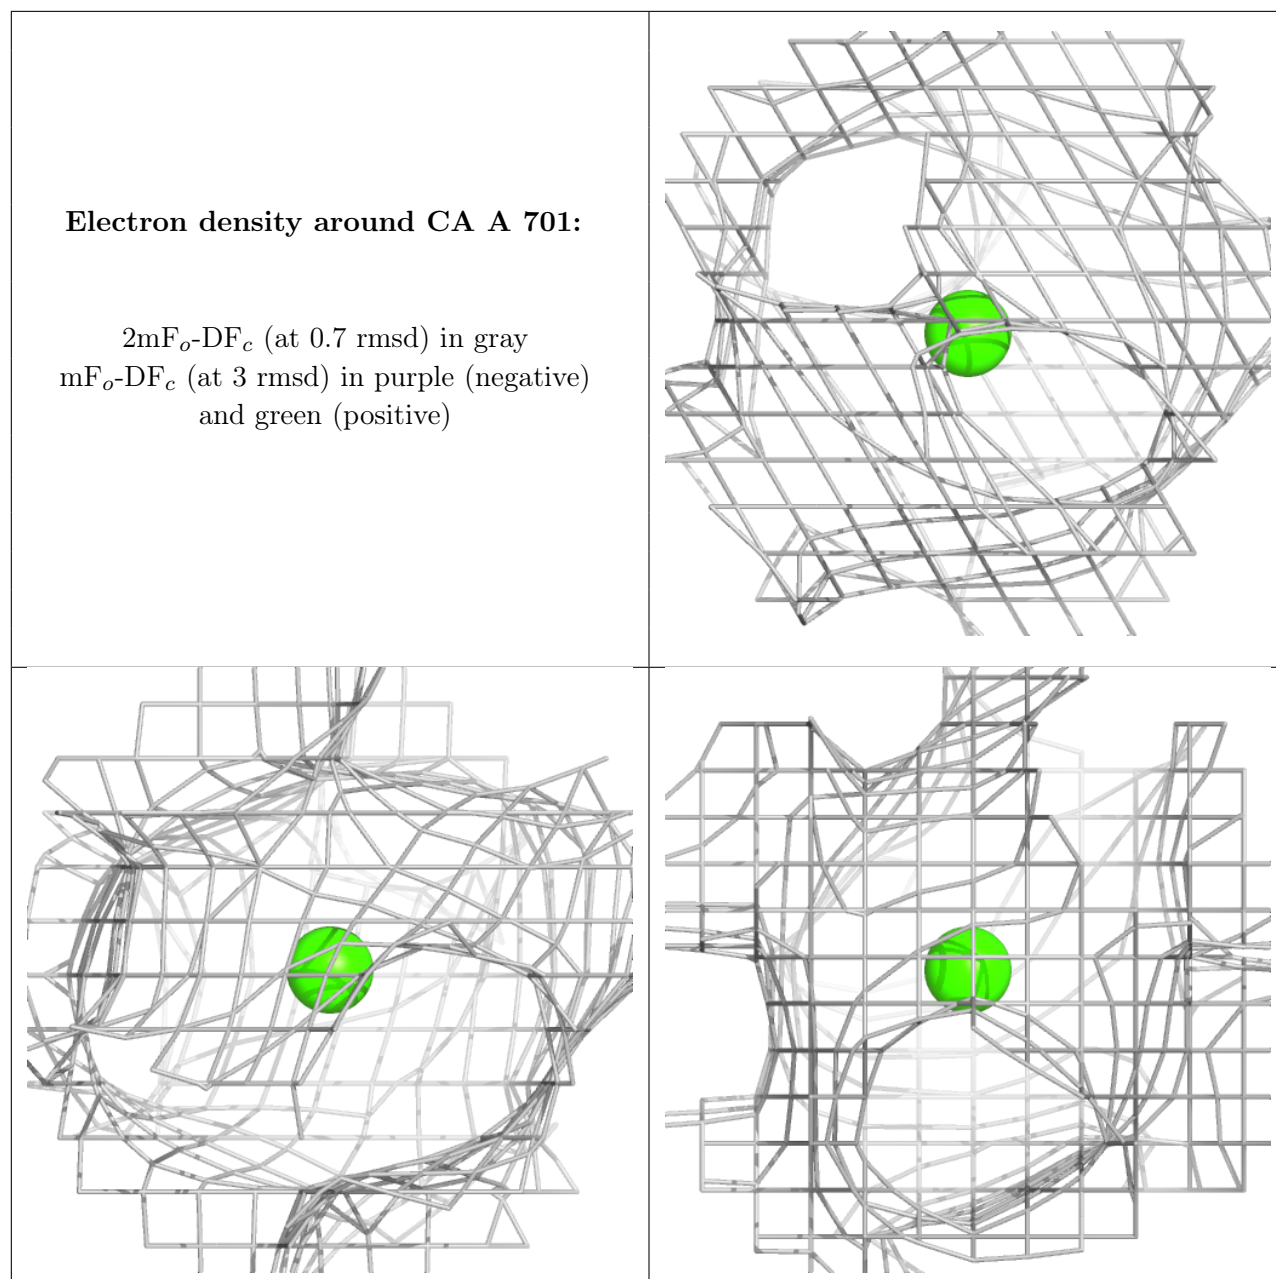 Electron density around CA A 701:
2mFo-DFc (at 0.7 rmsd) in gray
mFo-DFc (at 3 rmsd) in purple (negative)
and green (positive)